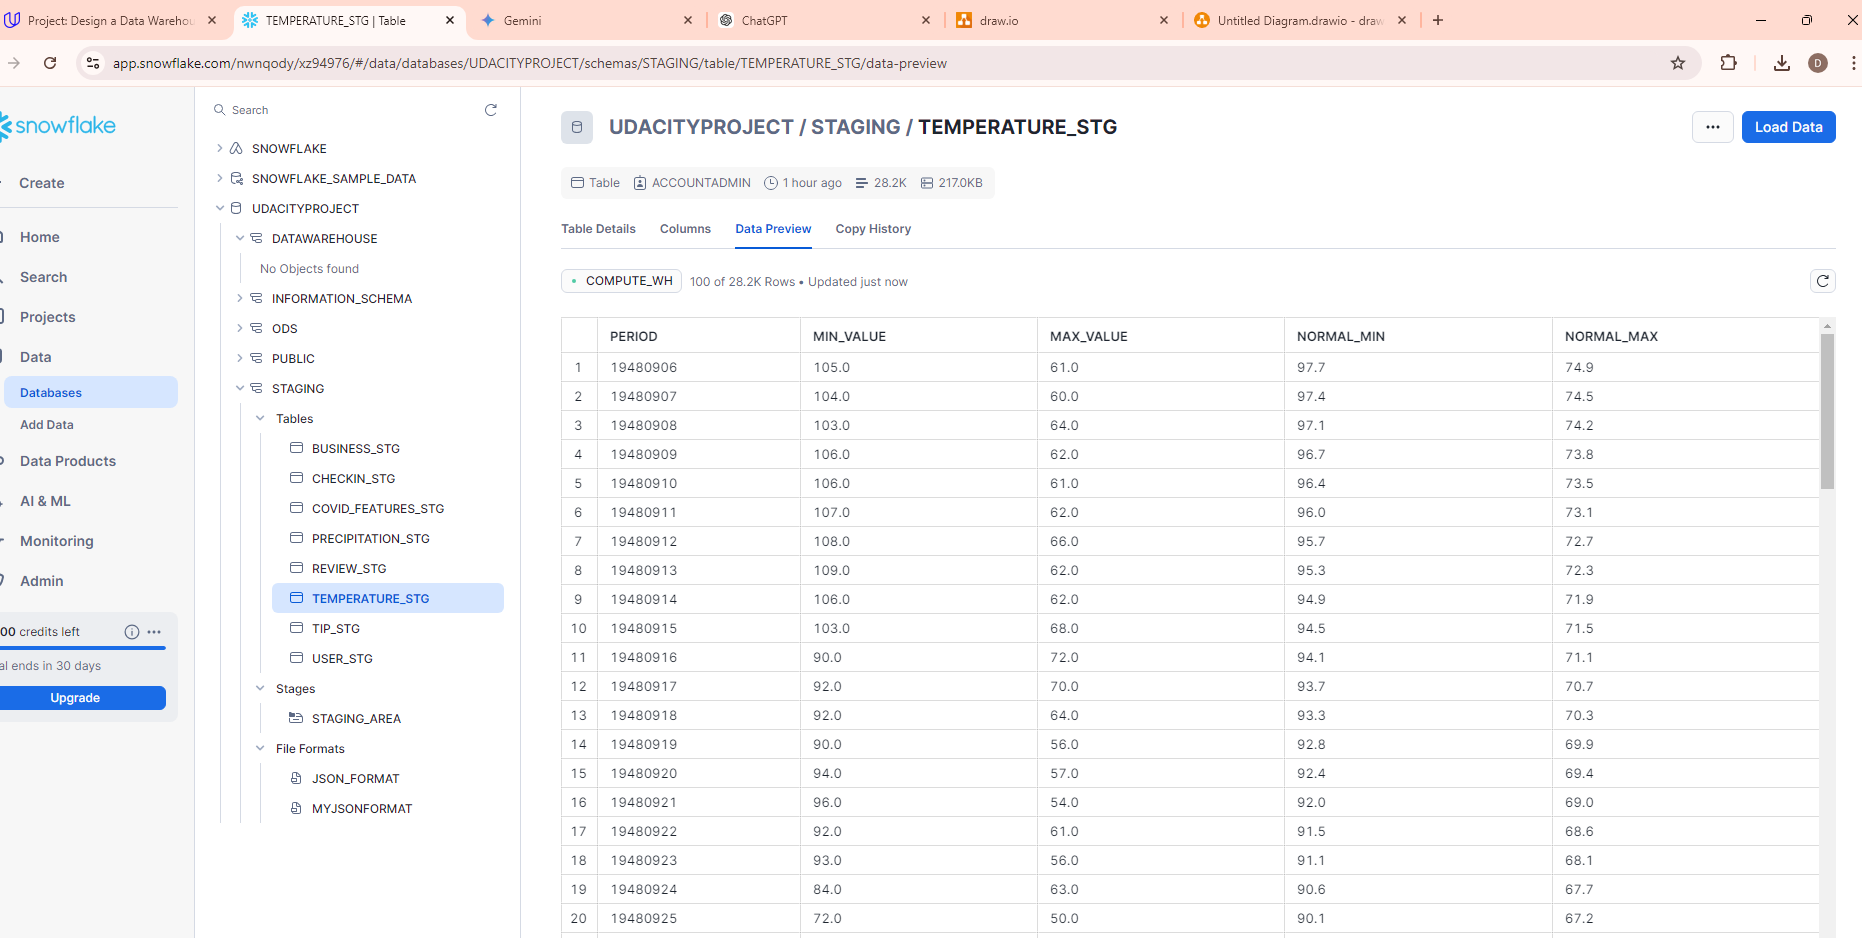 Project: Design a Data Warehou
TEMPERATURE_STG | Table
Gemini
ChatGPT
draw.io
Untitled Diagram.drawio - draw
app.snowflake.com/nwnqody/xz94976/#/data/databases/UDACITYPROJECT/schemas/STAGING/table/TEMPERATURE_STG/data-preview
D
snowflake
Create
Home
Search
Projects
Data
Databases
Add Data
Data Products
AI & ML
Monitoring
Admin
00 credits left
al ends in 30 days
Upgrade
Search
SNOWFLAKE
SNOWFLAKE_SAMPLE_DATA
UDACITYPROJECT
DATAWAREHOUSE
No Objects found
INFORMATION_SCHEMA
ODS
PUBLIC
STAGING
Tables
BUSINESS_STG
CHECKIN_STG
COVID_FEATURES_STG
PRECIPITATION_STG
REVIEW_STG
TEMPERATURE_STG
TIP_STG
USER_STG
Stages
STAGING_AREA
File Formats
JSON_FORMAT
MYJSONFORMAT
UDACITYPROJECT / STAGING / TEMPERATURE_STG
Load Data
Table ACCOUNTADMIN 1 hour ago 28.2K 217.0KB
Table Details Columns Data Preview Copy History
COMPUTE_WH 100 of 28.2K Rows • Updated just now
PERIOD MIN_VALUE MAX_VALUE NORMAL_MIN NORMAL_MAX
1 19480906 105.0 61.0 97.7 74.9
2 19480907 104.0 60.0 97.4 74.5
3 19480908 103.0 64.0 97.1 74.2
4 19480909 106.0 62.0 96.7 73.8
5 19480910 106.0 61.0 96.4 73.5
6 19480911 107.0 62.0 96.0 73.1
7 19480912 108.0 66.0 95.7 72.7
8 19480913 109.0 62.0 95.3 72.3
9 19480914 106.0 62.0 94.9 71.9
10 19480915 103.0 68.0 94.5 71.5
11 19480916 90.0 72.0 94.1 71.1
12 19480917 92.0 70.0 93.7 70.7
13 19480918 92.0 64.0 93.3 70.3
14 19480919 90.0 56.0 92.8 69.9
15 19480920 94.0 57.0 92.4 69.4
16 19480921 96.0 54.0 92.0 69.0
17 19480922 92.0 61.0 91.5 68.6
18 19480923 93.0 56.0 91.1 68.1
19 19480924 84.0 63.0 90.6 67.7
20 19480925 72.0 50.0 90.1 67.2